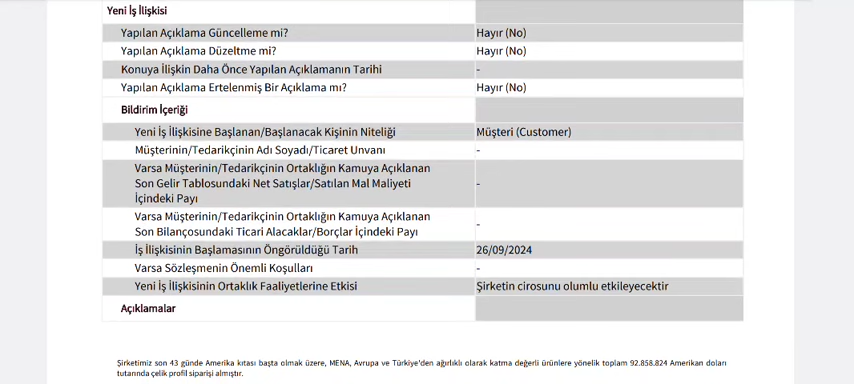 Yeni İş İlişkisi
Yapılan Açıklama Güncelleme mi? Hayır (No)
Yapılan Açıklama Düzeltme mi? Hayır (No)
Konuya İlişkin Daha Önce Yapılan Açıklamanın Tarihi -
Yapılan Açıklama Ertelenmiş Bir Açıklama mı? Hayır (No)
Bildirim İçeriği
Yeni İş İlişkisine Başlanan/Başlanacak Kişinin Niteliği Müşteri (Customer)
Müşterinin/Tedarikçinin Adı Soyadı/Ticaret Unvanı -
Varsa Müşterinin/Tedarikçinin Ortaklığın Kamuya Açıklanan
Son Gelir Tablosundaki Net Satışlar/Satılan Mal Maliyeti -
İçindeki Payı
Varsa Müşterinin/Tedarikçinin Ortaklığın Kamuya Açıklanan
Son Bilançosundaki Ticari Alacaklar/Borçlar İçindeki Payı -
İş İlişkisinin Başlamasının Öngörüldüğü Tarih 26/09/2024
Varsa Sözleşmenin Önemli Koşulları -
Yeni İş İlişkisinin Ortaklık Faaliyetlerine Etkisi Şirketin cirosunu olumlu etkileyecektir
Açıklamalar
Şirketimiz son 43 günde Amerika kıtası başta olmak üzere, MENA, Avrupa ve Türkiye'den ağırlıklı olarak katma değerli ürünlere yönelik toplam 92.858.824 Amerikan doları
tutarında çelik profil siparişi almıştır.